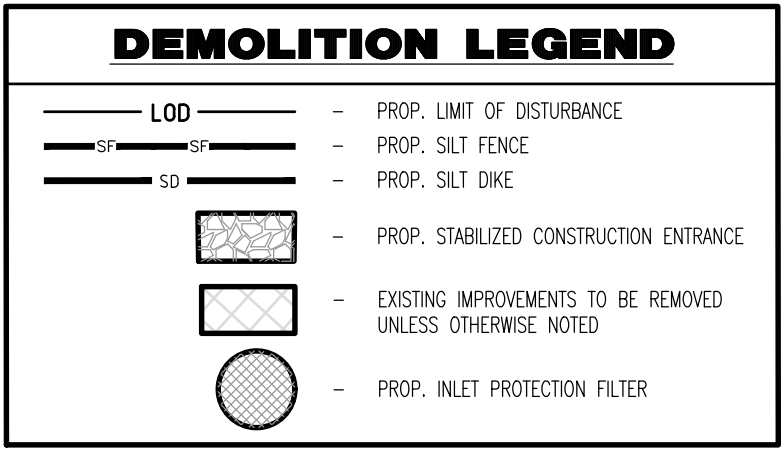 DEMOLITION LEGEND
LOD - PROP. LIMIT OF DISTURBANCE
SF SF - PROP. SILT FENCE
SD - PROP. SILT DIKE
- PROP. STABILIZED CONSTRUCTION ENTRANCE
- EXISTING IMPROVEMENTS TO BE REMOVED
UNLESS OTHERWISE NOTED
- PROP. INLET PROTECTION FILTER